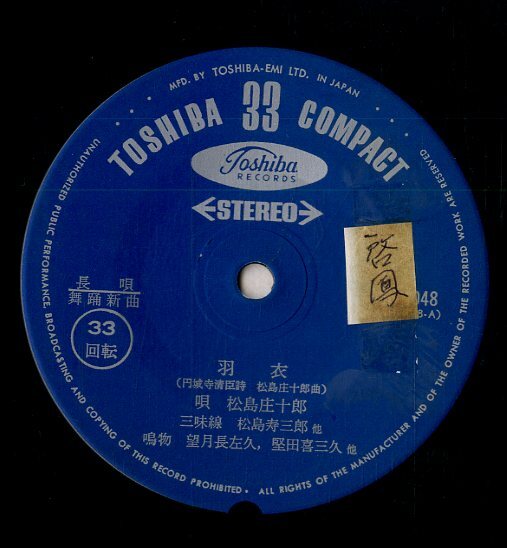 MFD. BY TOSHIBA-EMI LTD. IN JAPAN
TOSHIBA 33 COMPACT
Toshiba
RECORDS
STEREO
長唄
舞踊新曲
33
回転
啓鳳
048
-A)
羽衣
(円城寺清臣詩 松島庄十郎曲)
唄 松島庄十郎
三味線 松島寿三郎 他
鳴物 望月長左久, 堅田喜三久 他
UNAUTHORIZED PUBLIC PERFORMANCE, BROADCASTING AND COPYING OF THIS RECORD PROHIBITED • ALL RIGHTS OF THE MANUFACTURER AND OF THE OWNER OF THE RECORDED WORK ARE RESERVED